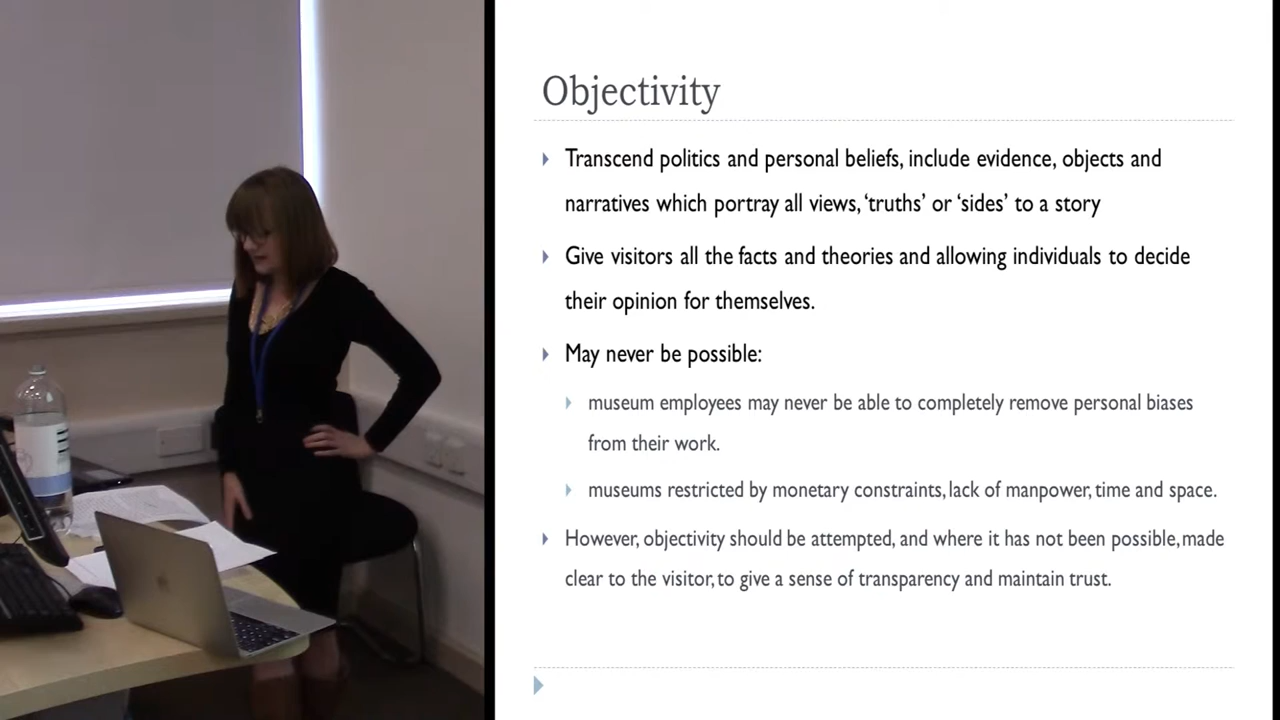 Objectivity
Transcend politics and personal beliefs, include evidence, objects and
narratives which portray all views, ‘truths’ or ‘sides’ to a story
Give visitors all the facts and theories and allowing individuals to decide
their opinion for themselves.
May never be possible:
museum employees may never be able to completely remove personal biases
from their work.
museums restricted by monetary constraints, lack of manpower, time and space.
However, objectivity should be attempted, and where it has not been possible, made
clear to the visitor, to give a sense of transparency and maintain trust.